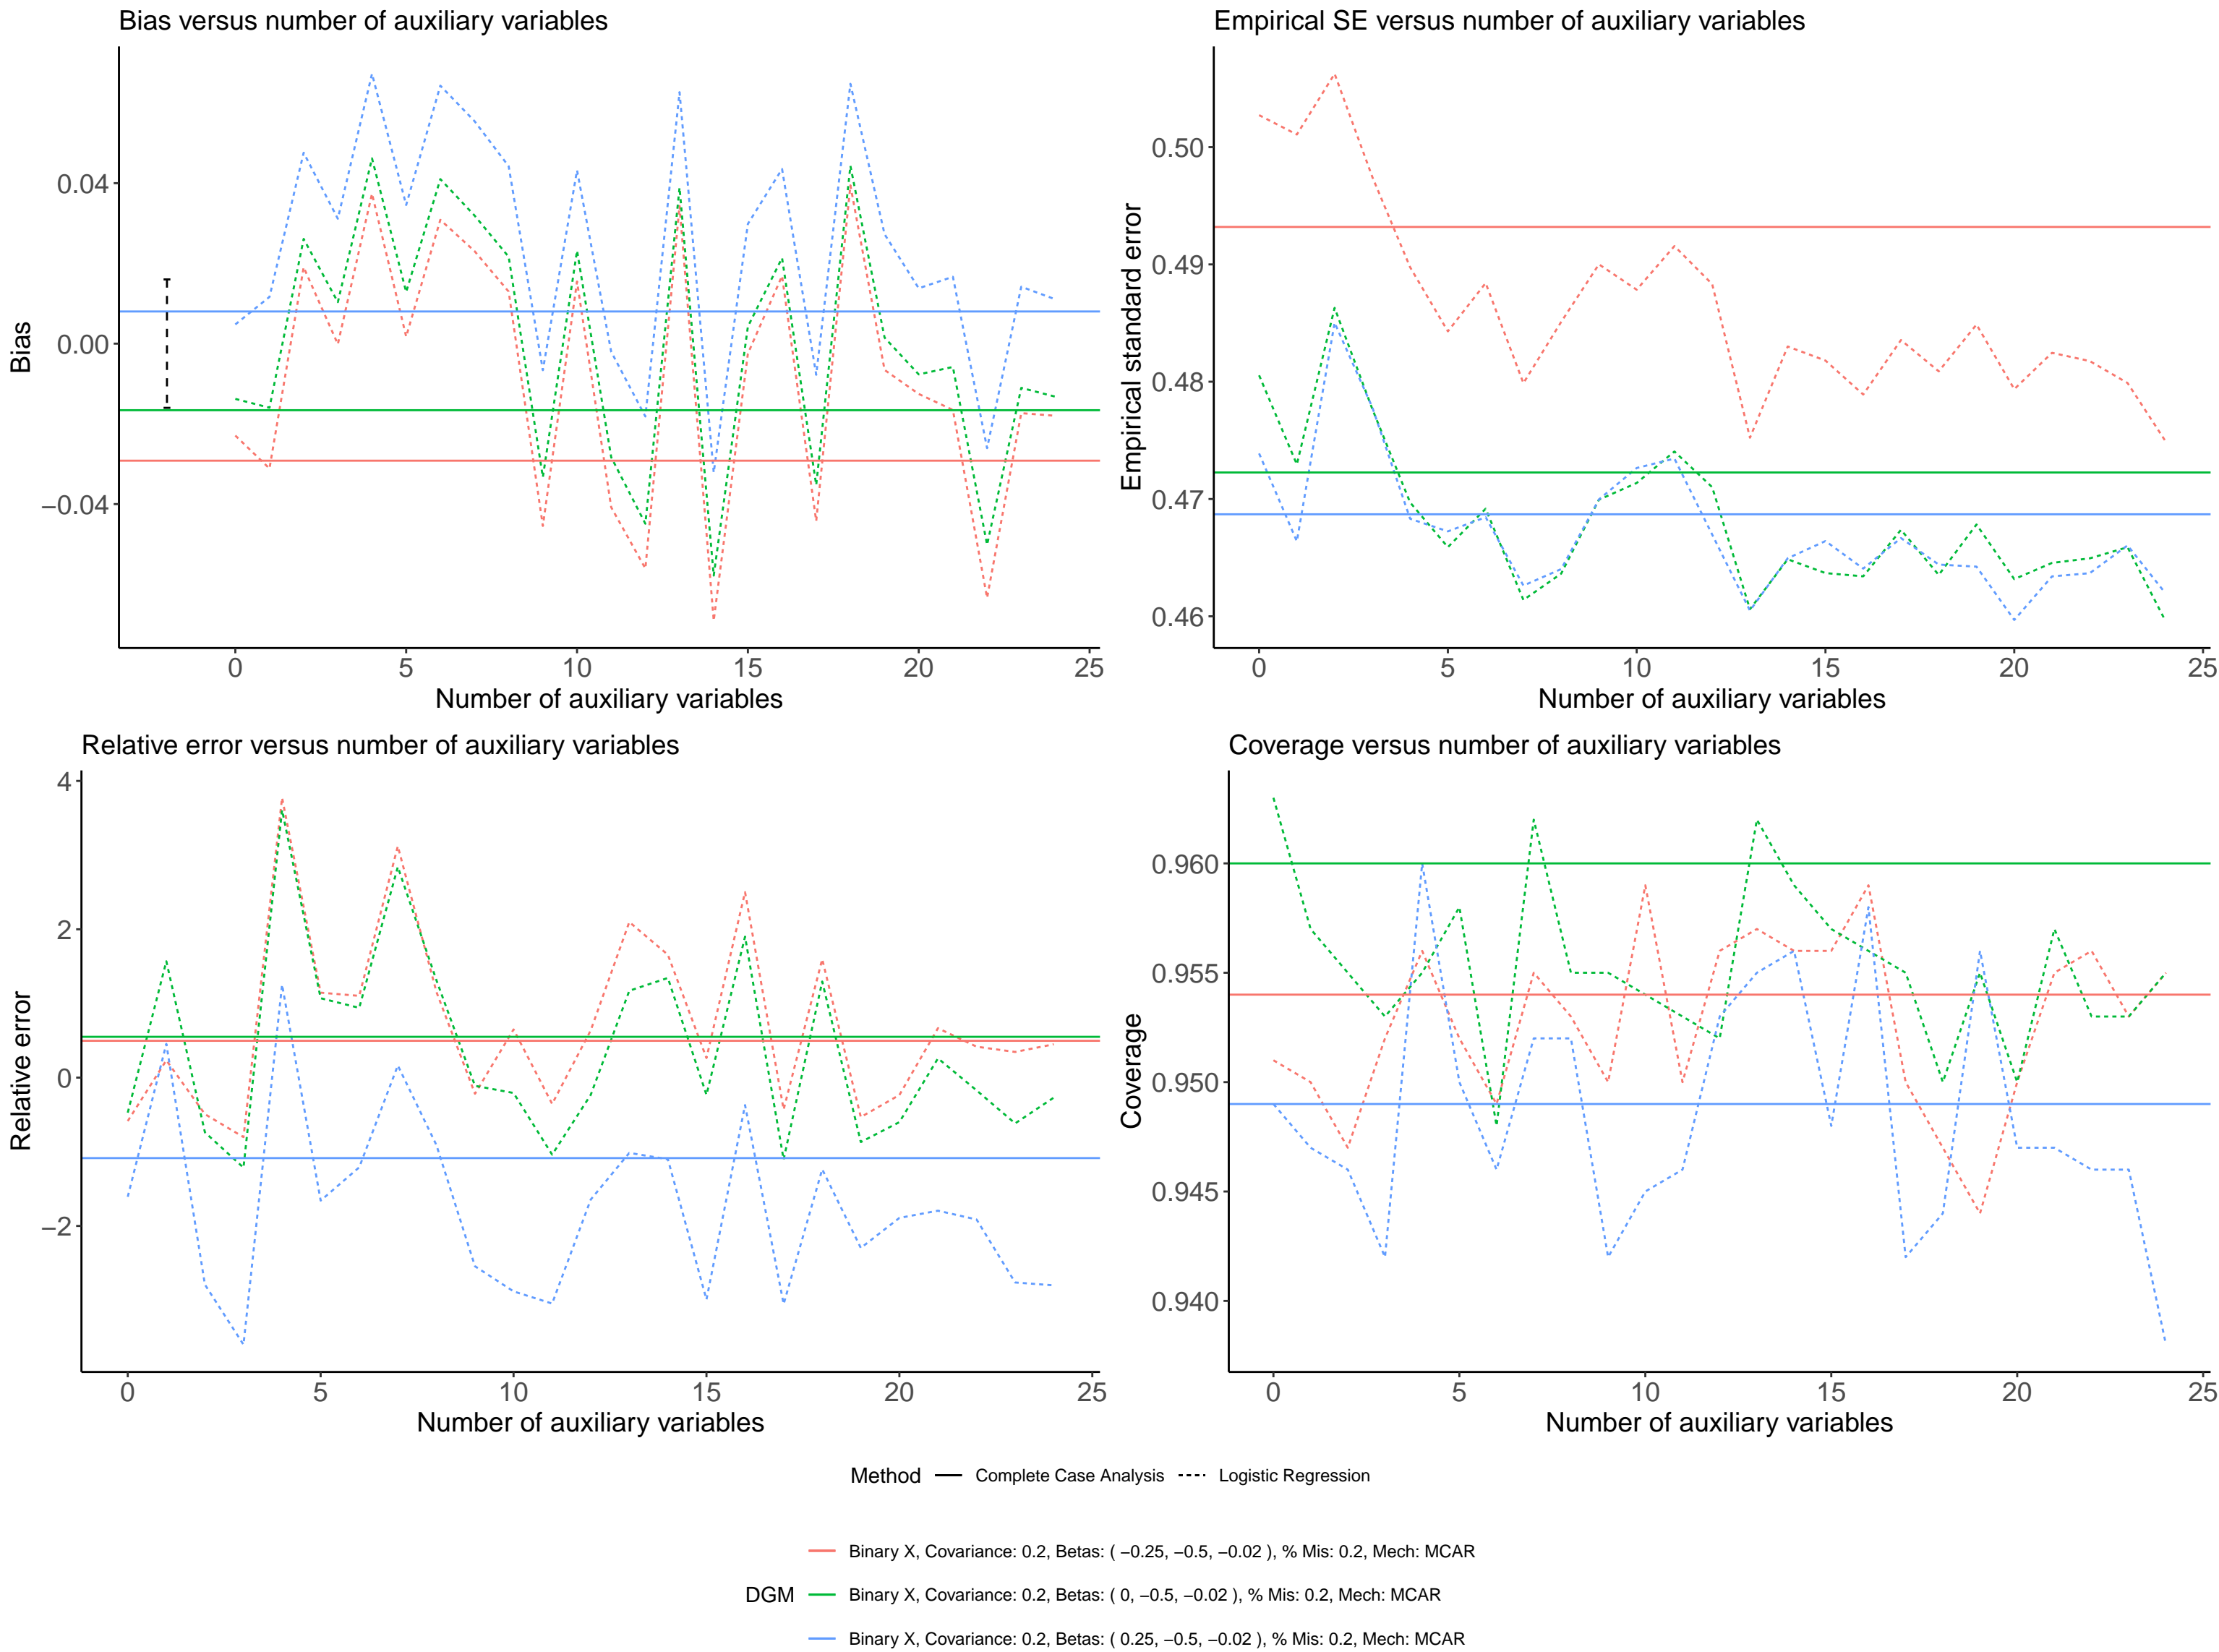 Bias versus number of auxiliary variables
0.04
0.00
−0.04
Bias
0 5 10 15 20 25
Number of auxiliary variables
Empirical SE versus number of auxiliary variables
0.50
0.49
0.48
0.47
0.46
Empirical standard error
0 5 10 15 20 25
Number of auxiliary variables
Relative error versus number of auxiliary variables
4
2
0
−2
Relative error
0 5 10 15 20 25
Number of auxiliary variables
Coverage versus number of auxiliary variables
0.960
0.955
0.950
0.945
0.940
Coverage
0 5 10 15 20 25
Number of auxiliary variables
Method Complete Case Analysis Logistic Regression
Binary X, Covariance: 0.2, Betas: ( −0.25, −0.5, −0.02 ), % Mis: 0.2, Mech: MCAR
DGM Binary X, Covariance: 0.2, Betas: ( 0, −0.5, −0.02 ), % Mis: 0.2, Mech: MCAR
Binary X, Covariance: 0.2, Betas: ( 0.25, −0.5, −0.02 ), % Mis: 0.2, Mech: MCAR